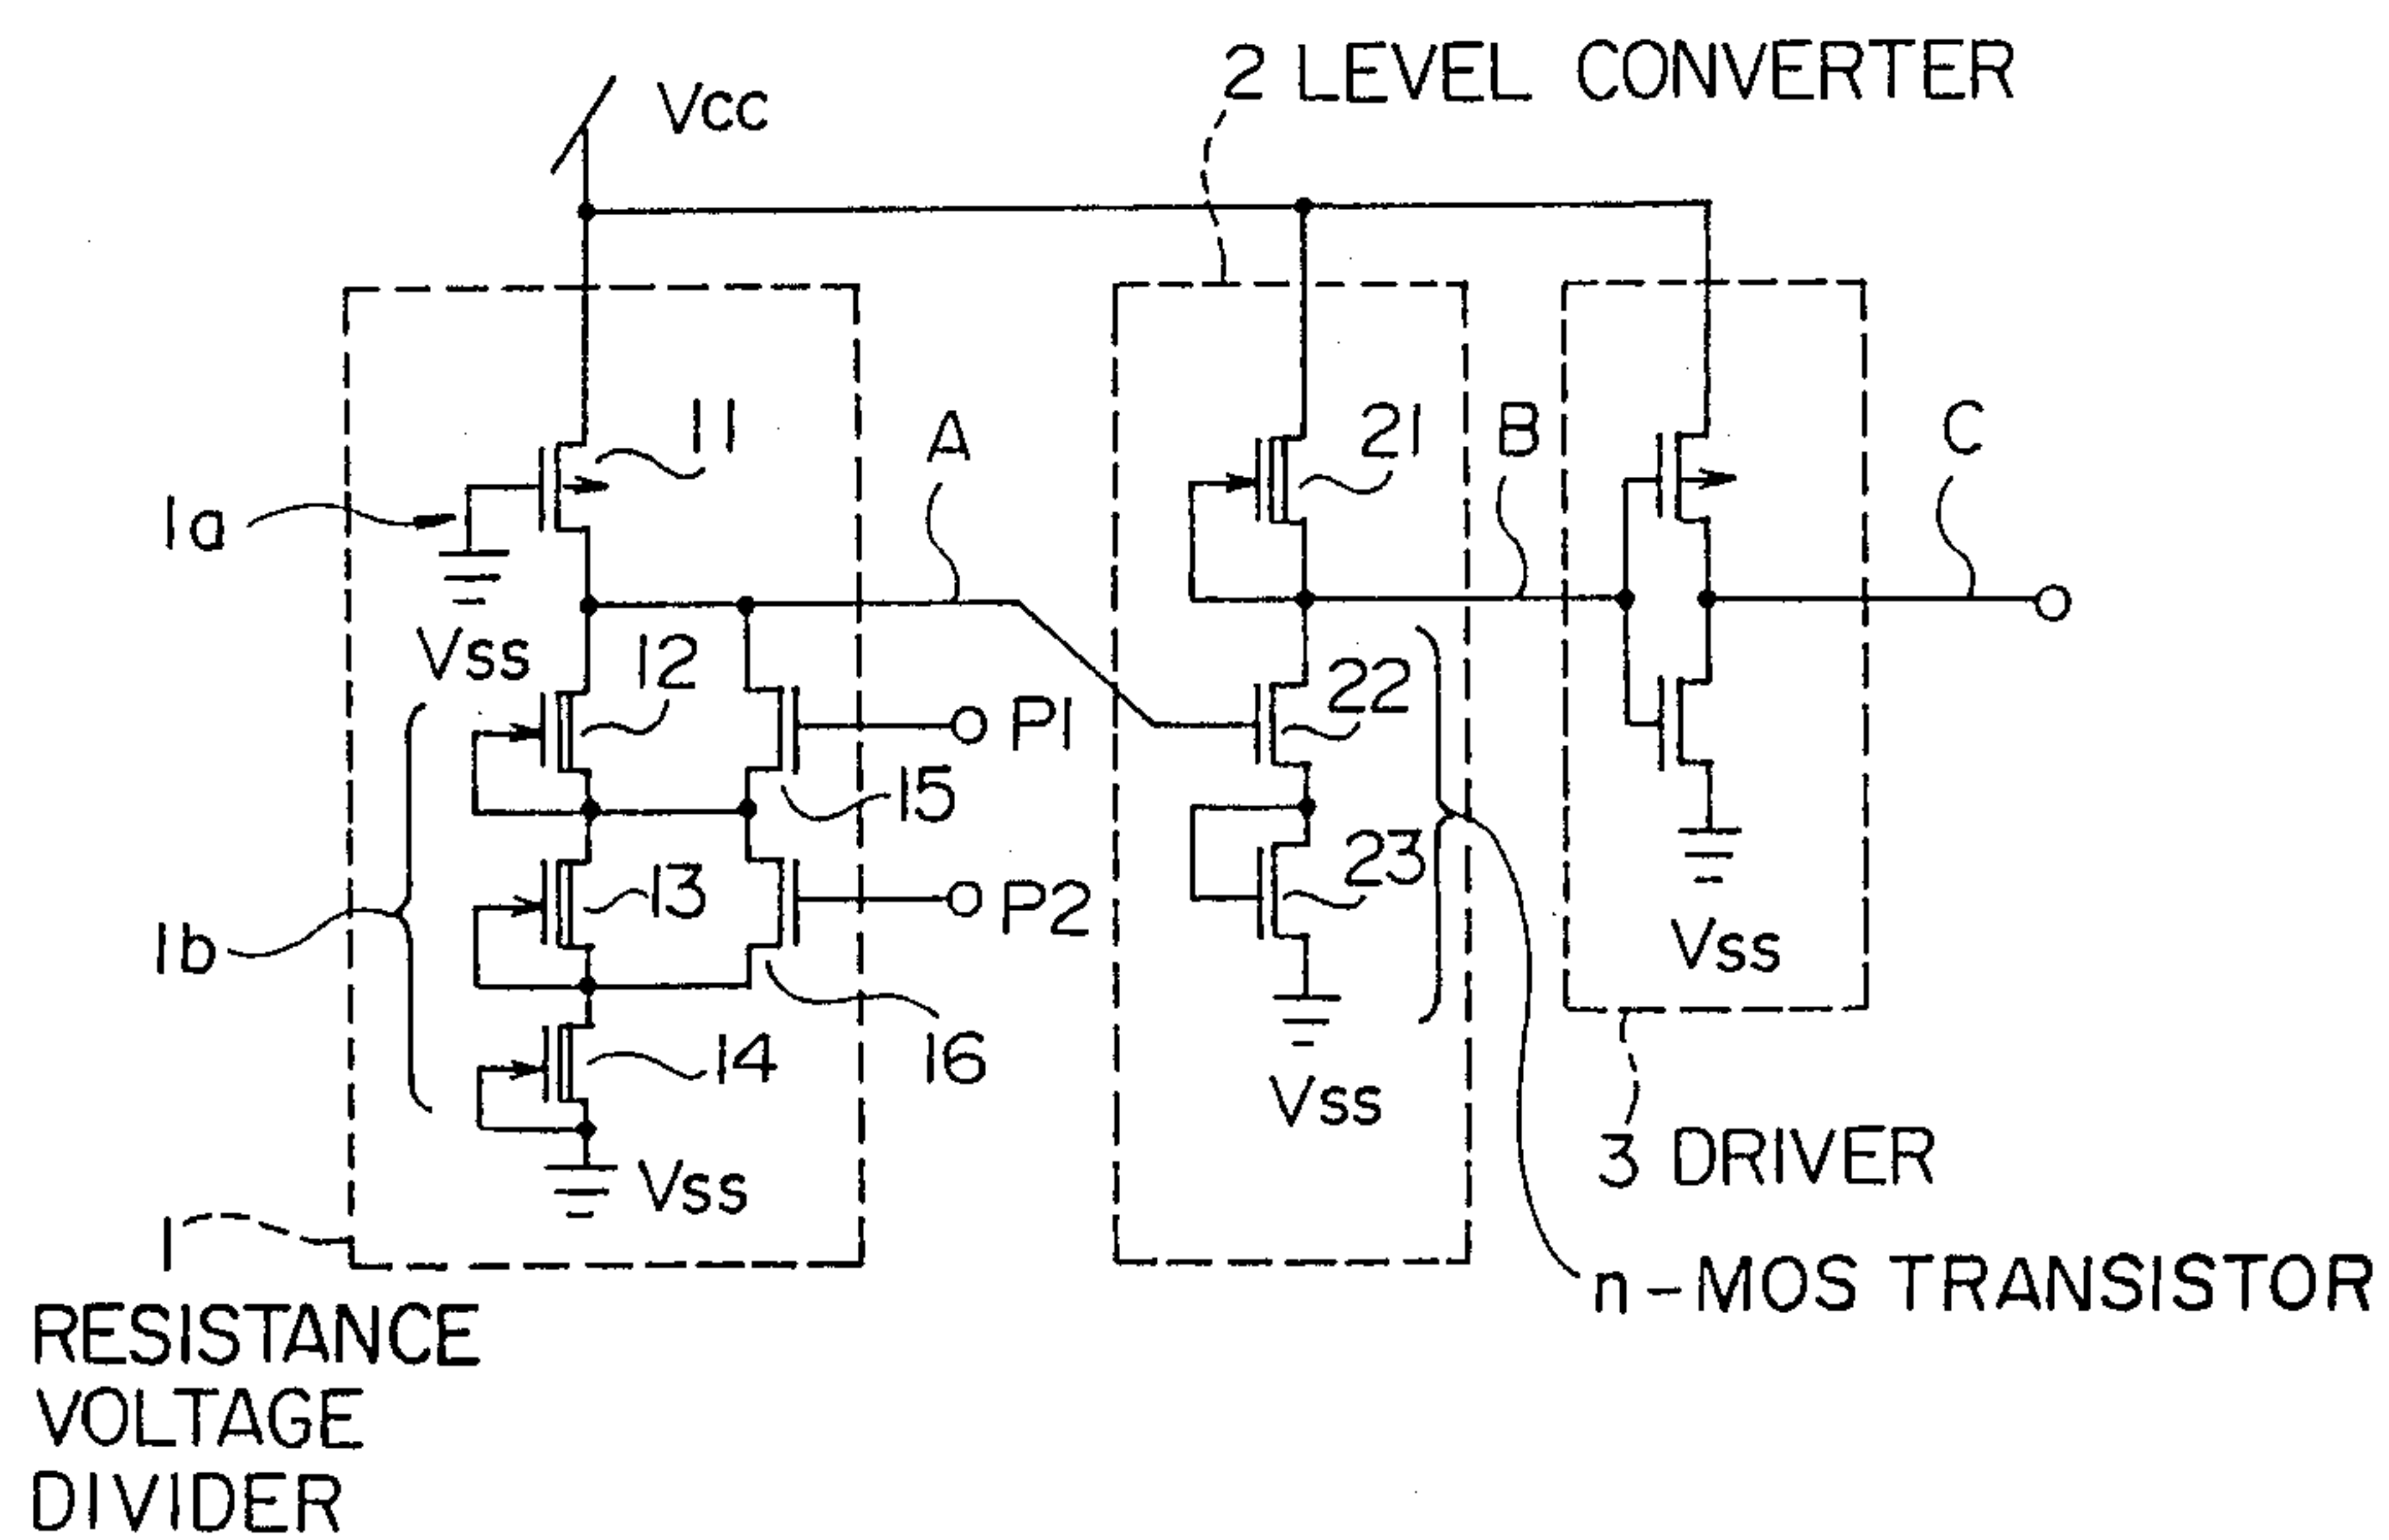 2 LEVEL CONVERTER
Vcc
11
A
21
B
C
1a
Vss
12
P1
22
15
13
P2
23
1b
Vss
14
16
Vss
Vss
3 DRIVER
1
n-MOS TRANSISTOR
RESISTANCE
VOLTAGE
DIVIDER